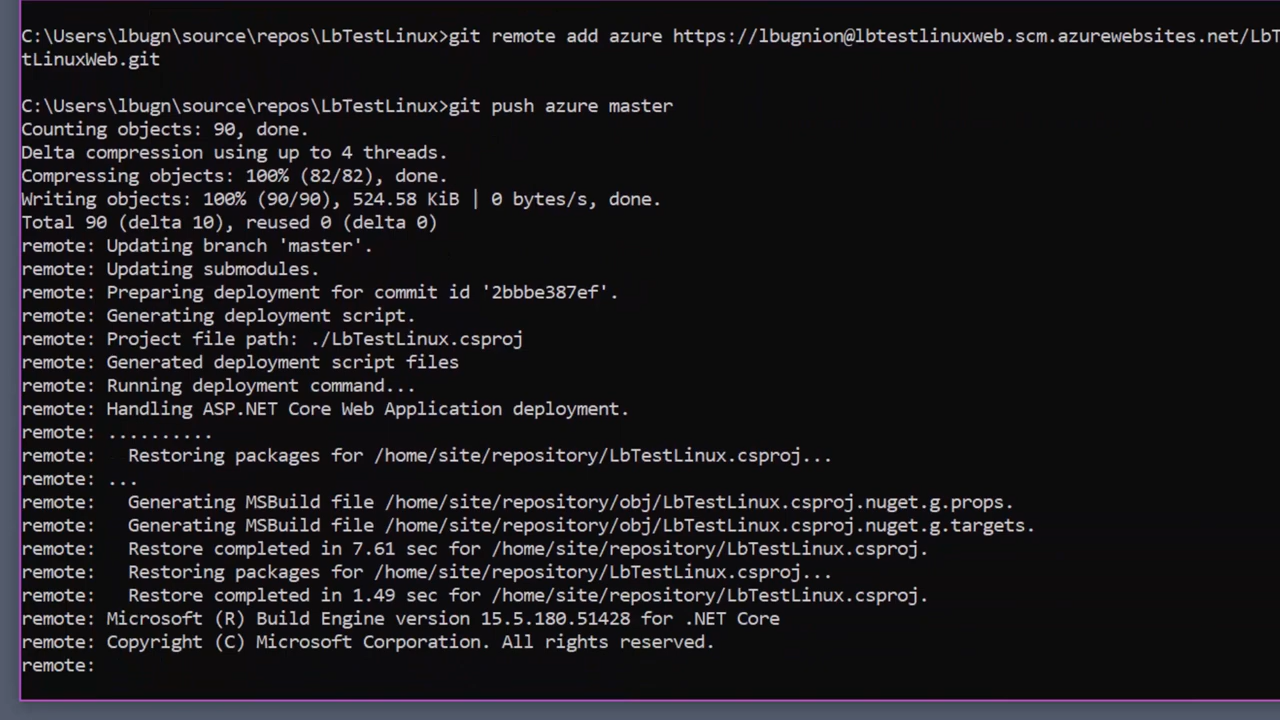 C:\Users\lbugn\source\repos\LbTestLinux>git remote add azure https://lbugnion@lbtestlinuxweb.scm.azurewebsites.net/LbT
tLinuxWeb.git
C:\Users\lbugn\source\repos\LbTestLinux>git push azure master
Counting objects: 90, done.
Delta compression using up to 4 threads.
Compressing objects: 100% (82/82), done.
Writing objects: 100% (90/90), 524.58 KiB | 0 bytes/s, done.
Total 90 (delta 10), reused 0 (delta 0)
remote: Updating branch 'master'.
remote: Updating submodules.
remote: Preparing deployment for commit id '2bbbe387ef'.
remote: Generating deployment script.
remote: Project file path: ./LbTestLinux.csproj
remote: Generated deployment script files
remote: Running deployment command...
remote: Handling ASP.NET Core Web Application deployment.
remote: ..........
remote:   Restoring packages for /home/site/repository/LbTestLinux.csproj...
remote: ...
remote:   Generating MSBuild file /home/site/repository/obj/LbTestLinux.csproj.nuget.g.props.
remote:   Generating MSBuild file /home/site/repository/obj/LbTestLinux.csproj.nuget.g.targets.
remote:   Restore completed in 7.61 sec for /home/site/repository/LbTestLinux.csproj.
remote:   Restoring packages for /home/site/repository/LbTestLinux.csproj...
remote:   Restore completed in 1.49 sec for /home/site/repository/LbTestLinux.csproj.
remote: Microsoft (R) Build Engine version 15.5.180.51428 for .NET Core
remote: Copyright (C) Microsoft Corporation. All rights reserved.
remote: